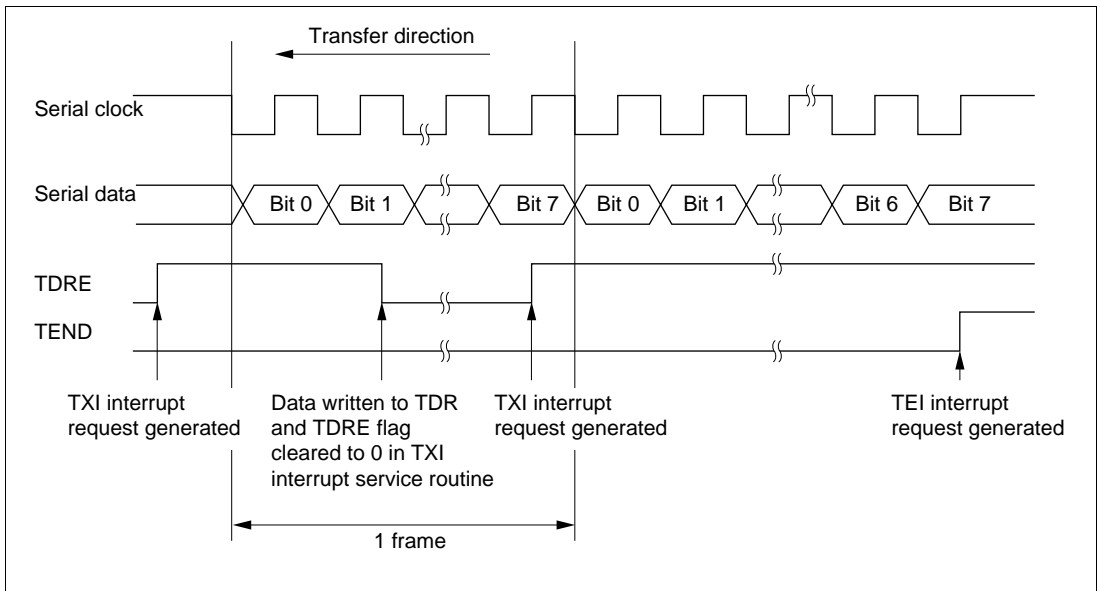 Transfer direction
Serial clock
Serial data
Bit 0
Bit 1
Bit 7
Bit 0
Bit 1
Bit 6
Bit 7
TDRE
TEND
TXI interrupt
request generated
Data written to TDR
and TDRE flag
cleared to 0 in TXI
interrupt service routine
TXI interrupt
request generated
TEI interrupt
request generated
1 frame